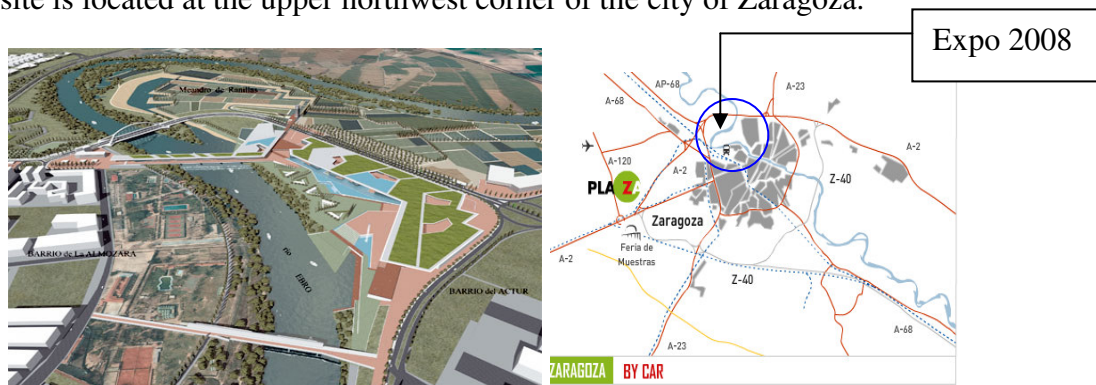 site is located at the upper northwest corner of the city of Zaragoza.
Expo 2008
Meandro de Ranillas
BARRIO de La ALMOZARA
río
EBRO
BARRIO del ACTUR
AP-68
A-68
A-23
A-120
A-2
A-2
Z-40
PLAZA
Zaragoza
Feria de
Muestras
A-2
Z-40
A-68
A-23
ZARAGOZA BY CAR